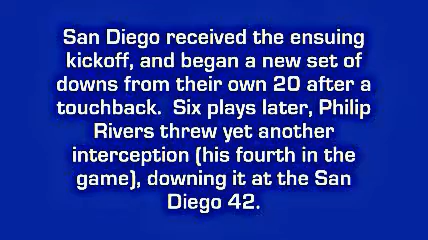 San Diego received the ensuing
kickoff, and began a new set of
downs from their own 20 after a
touchback.  Six plays later, Philip
Rivers threw yet another
interception (his fourth in the
game), downing it at the San
Diego 42.